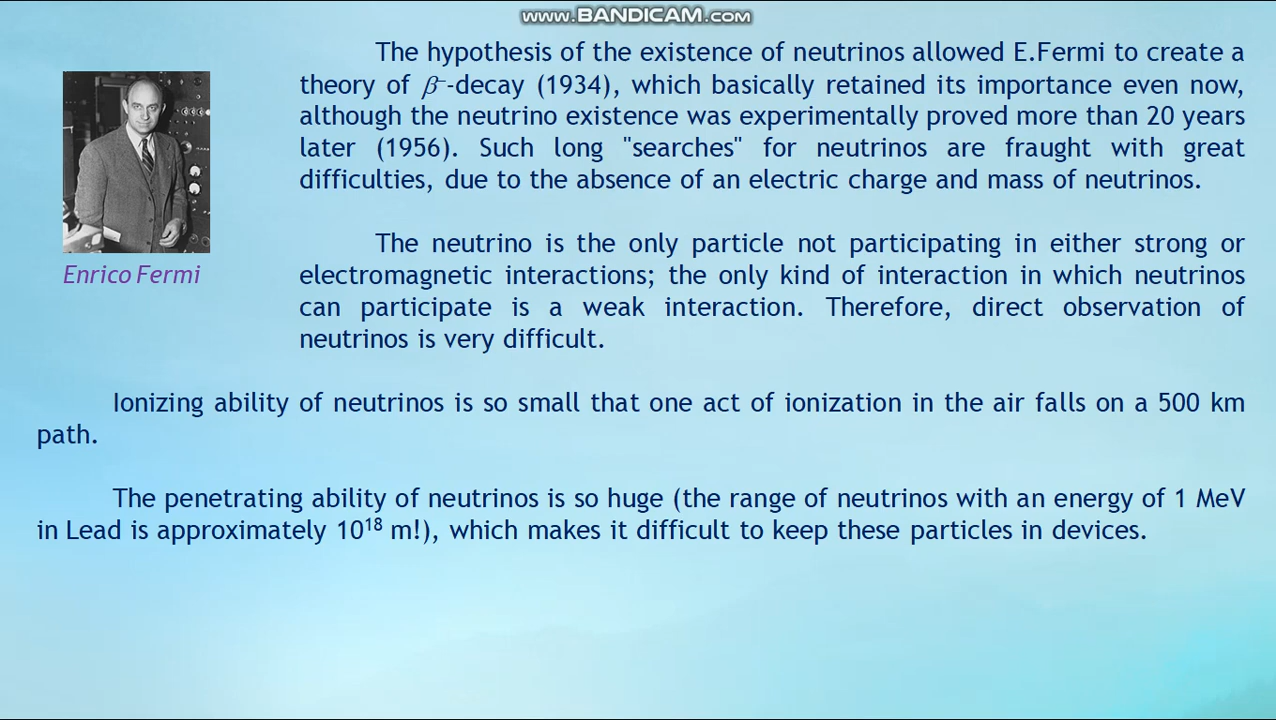 www.BANDICAM.com
The hypothesis of the existence of neutrinos allowed E.Fermi to create a
theory of β⁻-decay (1934), which basically retained its importance even now,
although the neutrino existence was experimentally proved more than 20 years
later (1956). Such long "searches" for neutrinos are fraught with great
difficulties, due to the absence of an electric charge and mass of neutrinos.
Enrico Fermi
The neutrino is the only particle not participating in either strong or
electromagnetic interactions; the only kind of interaction in which neutrinos
can participate is a weak interaction. Therefore, direct observation of
neutrinos is very difficult.
Ionizing ability of neutrinos is so small that one act of ionization in the air falls on a 500 km
path.
The penetrating ability of neutrinos is so huge (the range of neutrinos with an energy of 1 MeV
in Lead is approximately 10¹⁸ m!), which makes it difficult to keep these particles in devices.